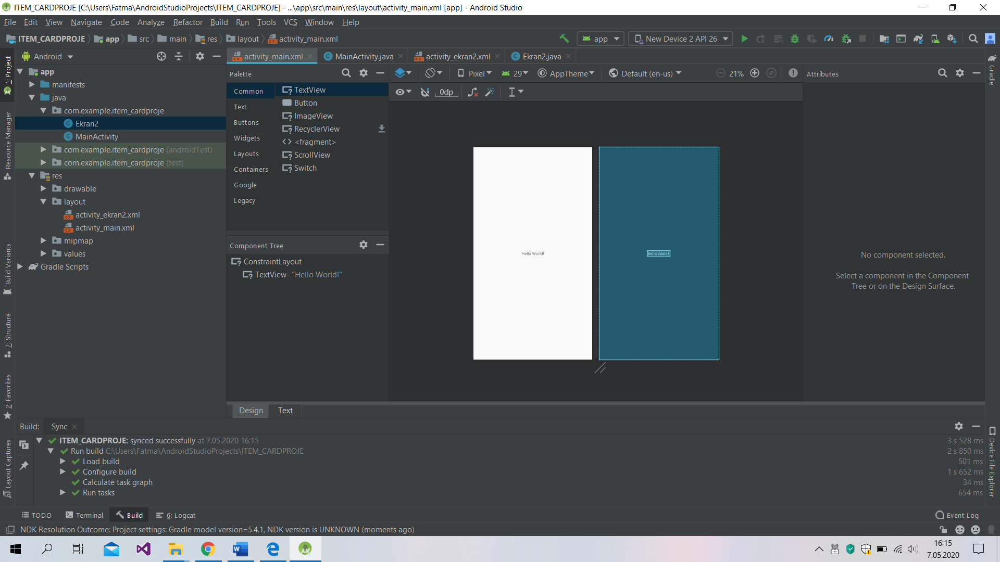 ITEM_CARDPROJE [C:\Users\Fatma\AndroidStudioProjects\ITEM_CARDPROJE] - ...\app\src\main\res\layout\activity_main.xml [app] - Android Studio
File Edit View Navigate Code Analyze Refactor Build Run Tools VCS Window Help
ITEM_CARDPROJE app src main res layout activity_main.xml app New Device 2 API 26
Android activity_main.xml MainActivity.java activity_ekran2.xml Ekran2.java
1: Project
Resource Manager
Build Variants
7: Structure
2: Favorites
Layout Captures
app
manifests
java
com.example.item_cardproje
Ekran2
MainActivity
com.example.item_cardproje (androidTest)
com.example.item_cardproje (test)
res
drawable
layout
activity_ekran2.xml
activity_main.xml
mipmap
values
Gradle Scripts
Palette
Common
Text
Buttons
Widgets
Layouts
Containers
Google
Legacy
TextView
Button
ImageView
RecyclerView
<fragment>
ScrollView
Switch
Component Tree
ConstraintLayout
TextView- "Hello World!"
Pixel 29 AppTheme Default (en-us) 21%
0dp
Hello World!
Hello World!
Attributes
No component selected.
Select a component in the Component
Tree or on the Design Surface.
Gradle
Device File Explorer
Design Text
Build: Sync
ITEM_CARDPROJE: synced successfully at 7.05.2020 16:15 3 s 528 ms
Run build C:\Users\Fatma\AndroidStudioProjects\ITEM_CARDPROJE 2 s 850 ms
Load build 501 ms
Configure build 1 s 652 ms
Calculate task graph 34 ms
Run tasks 654 ms
TODO Terminal Build 6: Logcat Event Log
NDK Resolution Outcome: Project settings: Gradle model version=5.4.1, NDK version is UNKNOWN (moments ago)
16:15
7.05.2020